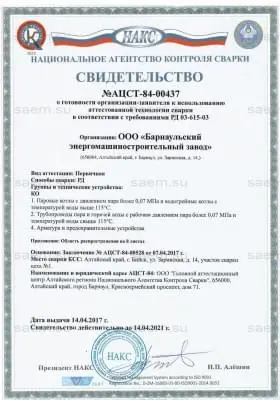 НАКС
НАЦИОНАЛЬНОЕ АГЕНТСТВО КОНТРОЛЯ СВАРКИ
СВИДЕТЕЛЬСТВО
№АЦСТ-84-00437
о готовности организации-заявителя к использованию
аттестованной технологии сварки
в соответствии с требованиями РД 03-615-03
Организация: ООО «Барнаульский
энергомашиностроительный завод»
(656064, Алтайский край, г. Барнаул, ул. Заринская, д. 14.)
Вид аттестации: Первичная
Способы сварки: РД
Группы и технические устройства:
КО
1. Паровые котлы с давлением пара более 0,07 МПа и водогрейные котлы с
температурой воды выше 115°С.
2. Трубопроводы пара и горячей воды с рабочим давлением пара более 0,07 МПа и
температурой воды свыше 115°С.
4. Арматура и предохранительные устройства
Приложение: Область распространения на 8 листах
Основание: Заключение № АЦСТ-84-00528 от 07.04.2017 г.
Место сварки КСС: Алтайский край, г. Бийск, ул. Заринская, д. 14, участок сварки
цеха №1.
Наименование и юридический адрес АЦСТ-84: ООО "Головной аттестационный
центр Алтайского региона Национального Агентства Контроля Сварки", 656000,
Алтайский край, город Барнаул, Красноармейский проспект, дом 71.
Дата выдачи 14.04.2017 г.
Свидетельство действительно до 14.04.2021 г.
Президент НАКС
Н.П. Алёшин
НАКС
saem.su